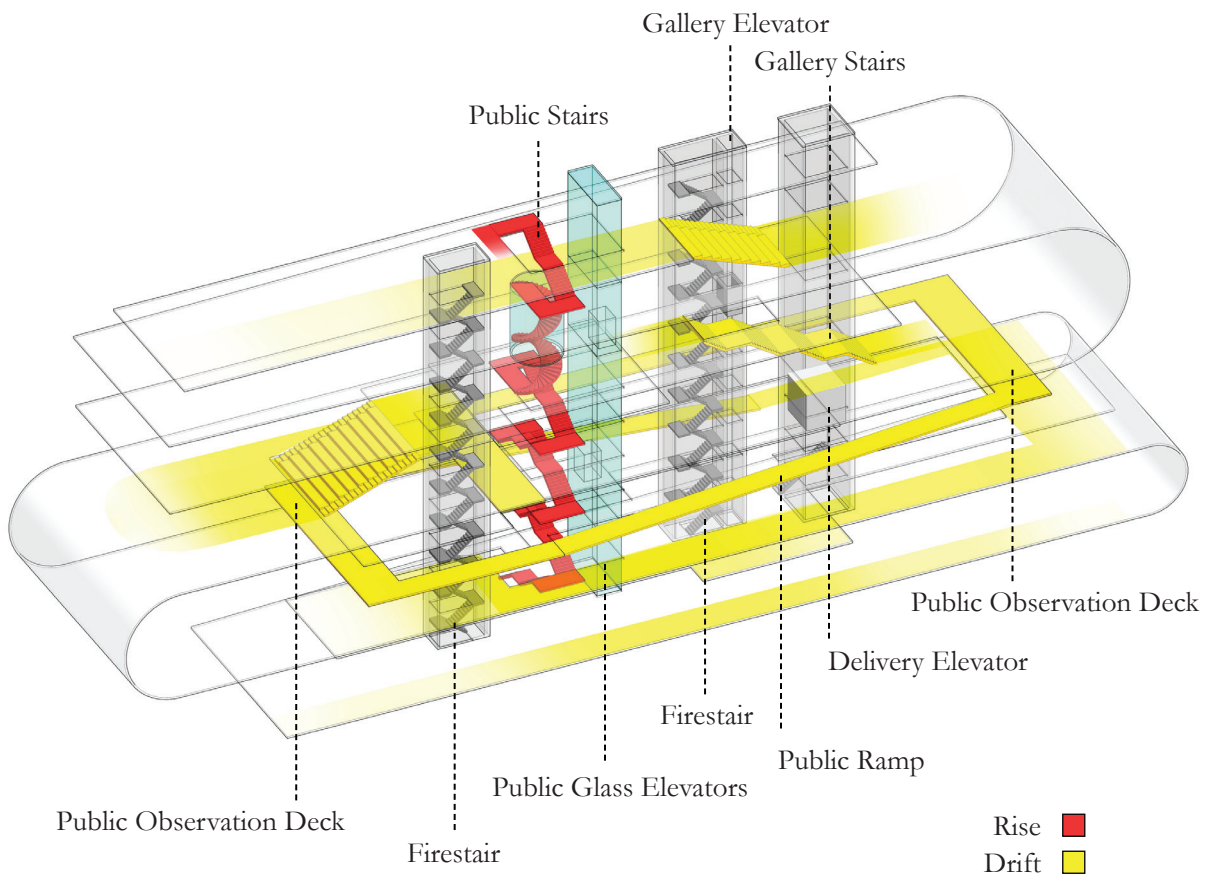 Gallery Elevator
Gallery Stairs
Public Stairs
Public Observation Deck
Delivery Elevator
Firestair
Public Ramp
Public Glass Elevators
Public Observation Deck
Firestair
Rise
Drift